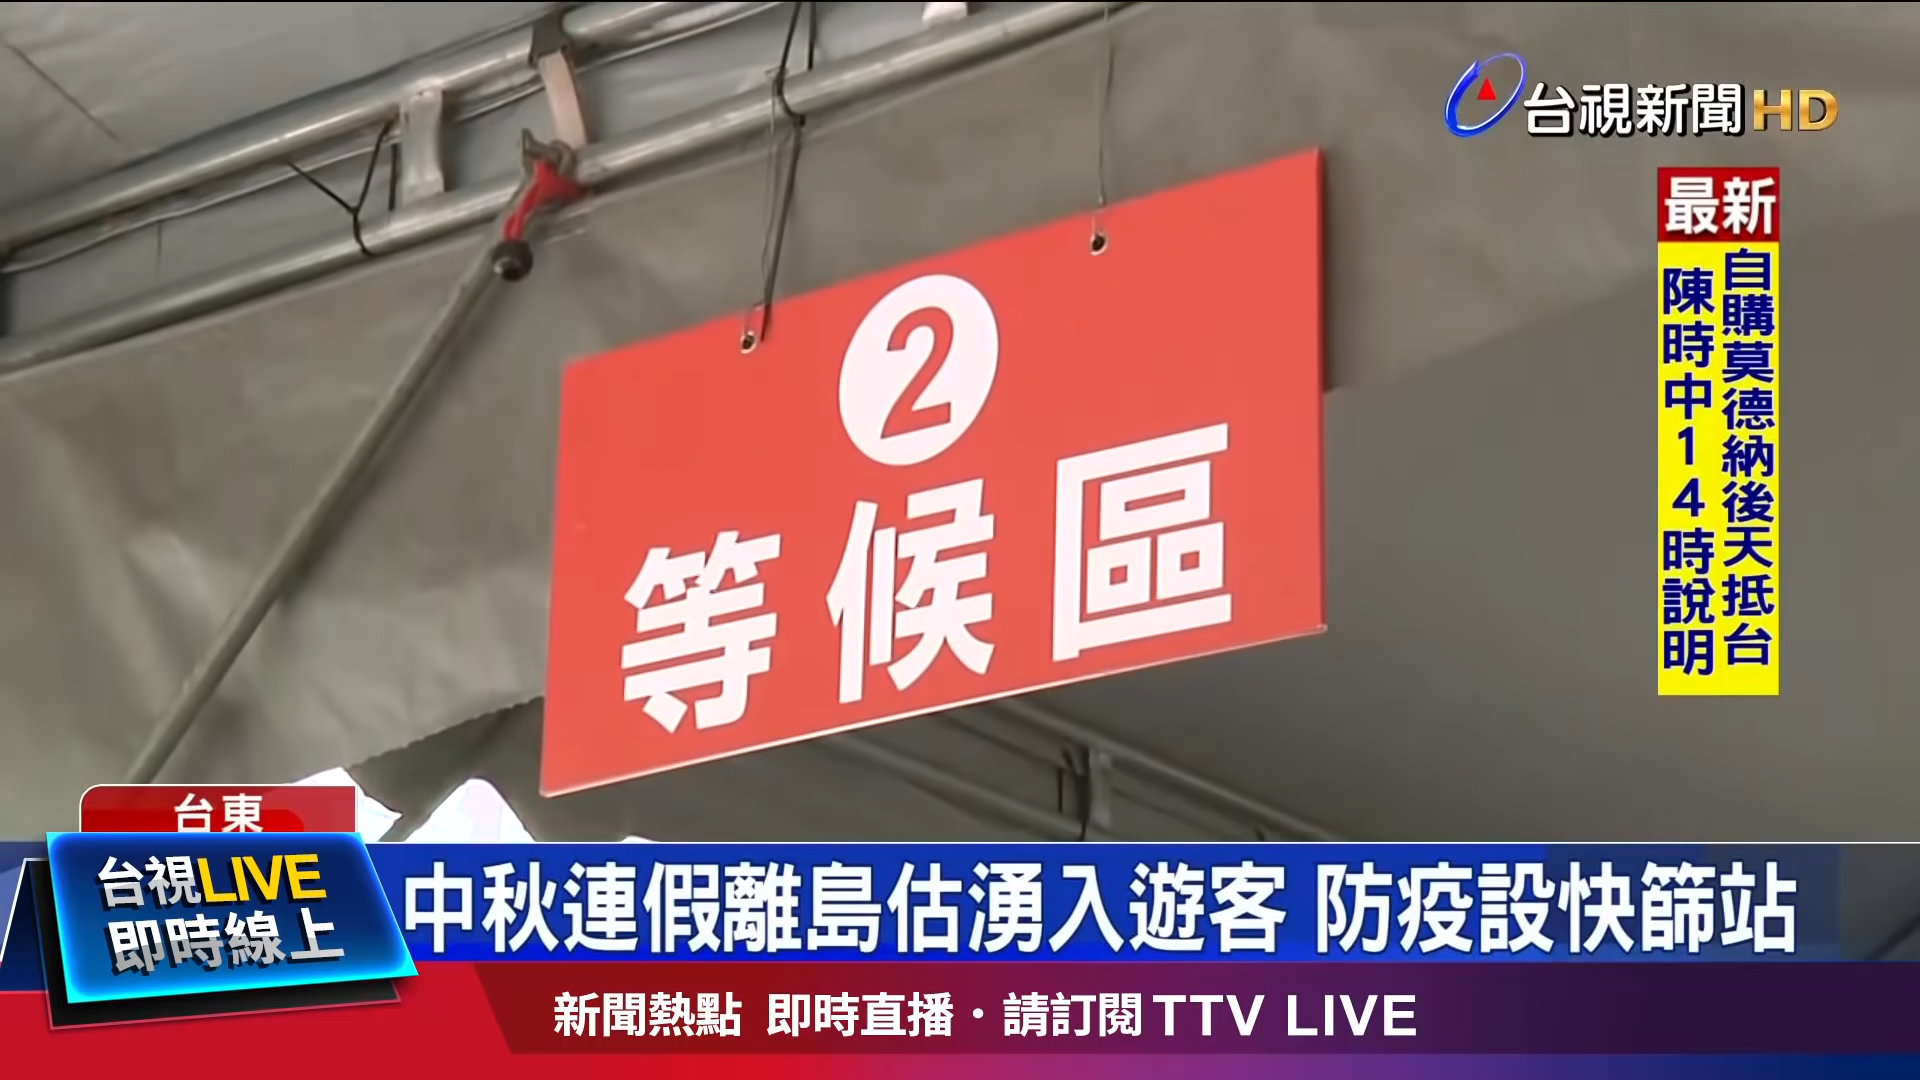 台視新聞HD
最新
自購莫德納後天抵台
陳時中14時說明
2
等候區
台東
台視LIVE
即時線上
中秋連假離島估湧入遊客 防疫設快篩站
新聞熱點 即時直播・請訂閱TTV LIVE